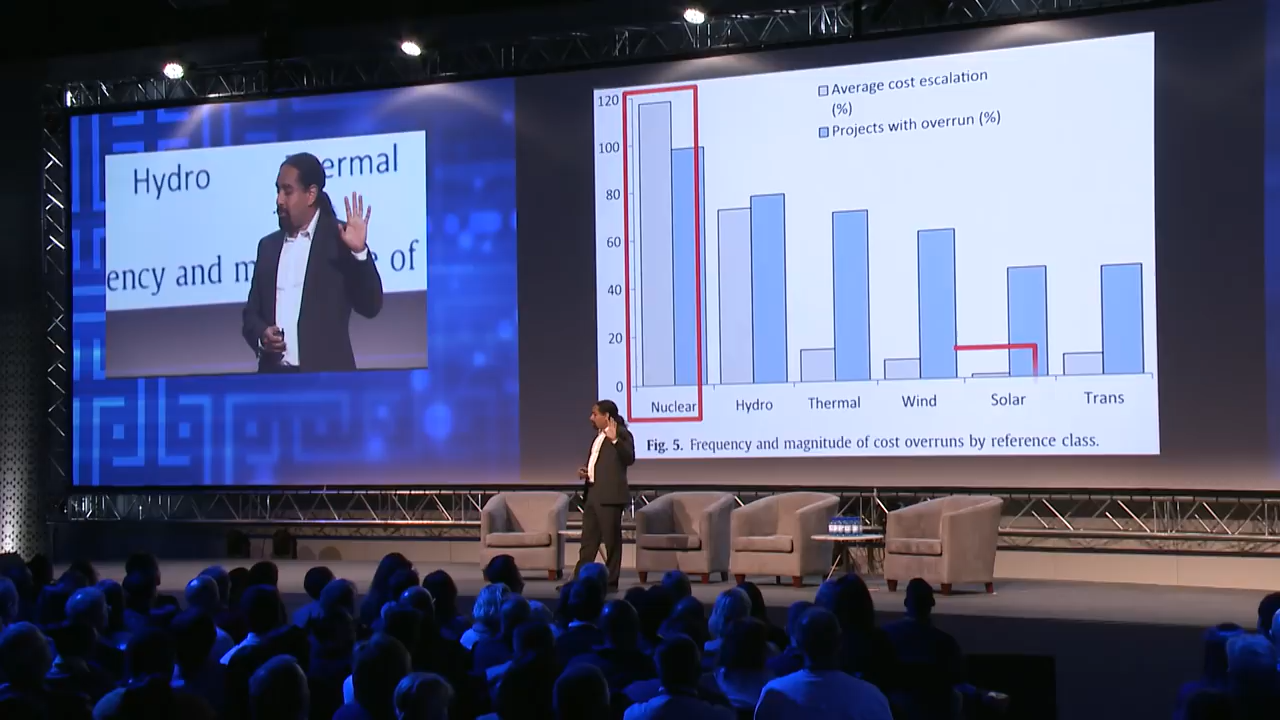 Hydro
ermal
ency and m
of
Average cost escalation
(%)
Projects with overrun (%)
120
100
80
60
40
20
0
Nuclear Hydro Thermal Wind Solar Trans
Fig. 5. Frequency and magnitude of cost overruns by reference class.